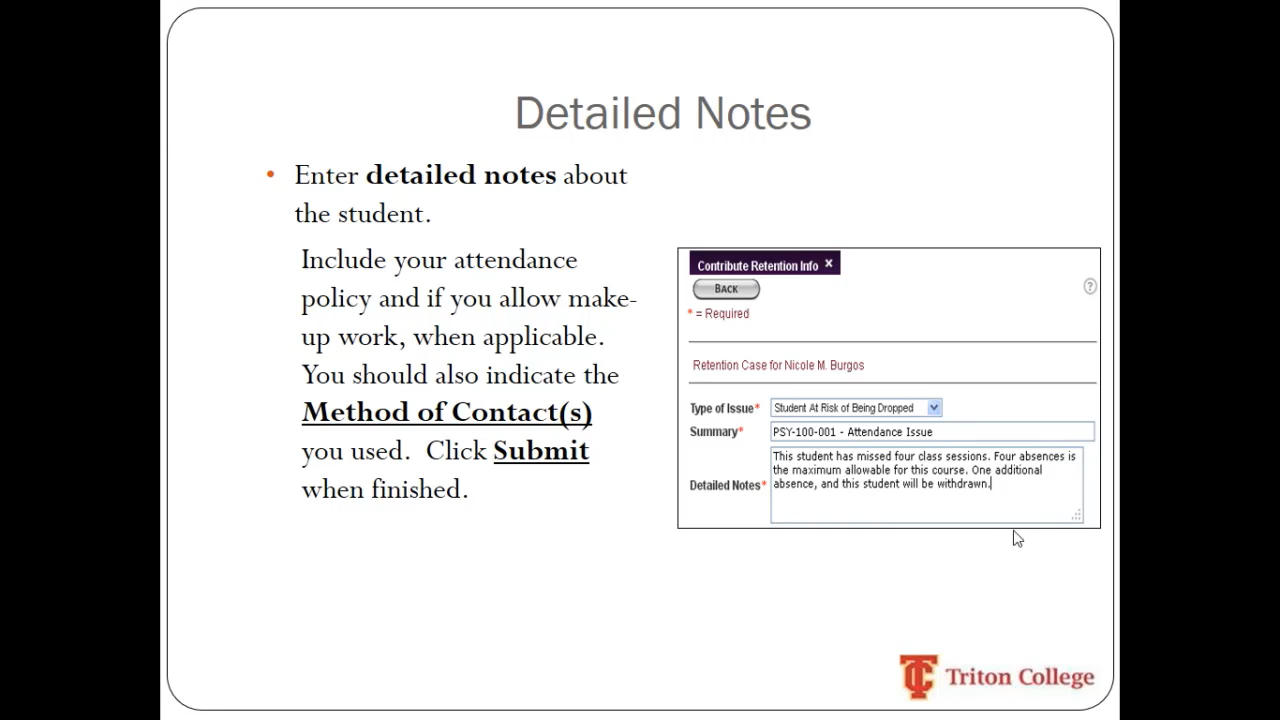 Detailed Notes
• Enter detailed notes about
the student.
Include your attendance
policy and if you allow make-
up work, when applicable.
You should also indicate the
Method of Contact(s)
you used. Click Submit
when finished.
Contribute Retention Info ×
BACK
?
* = Required
Retention Case for Nicole M. Burgos
Type of Issue* Student At Risk of Being Dropped
Summary* PSY-100-001 - Attendance Issue
Detailed Notes*
This student has missed four class sessions. Four absences is
the maximum allowable for this course. One additional
absence, and this student will be withdrawn.
TC Triton College